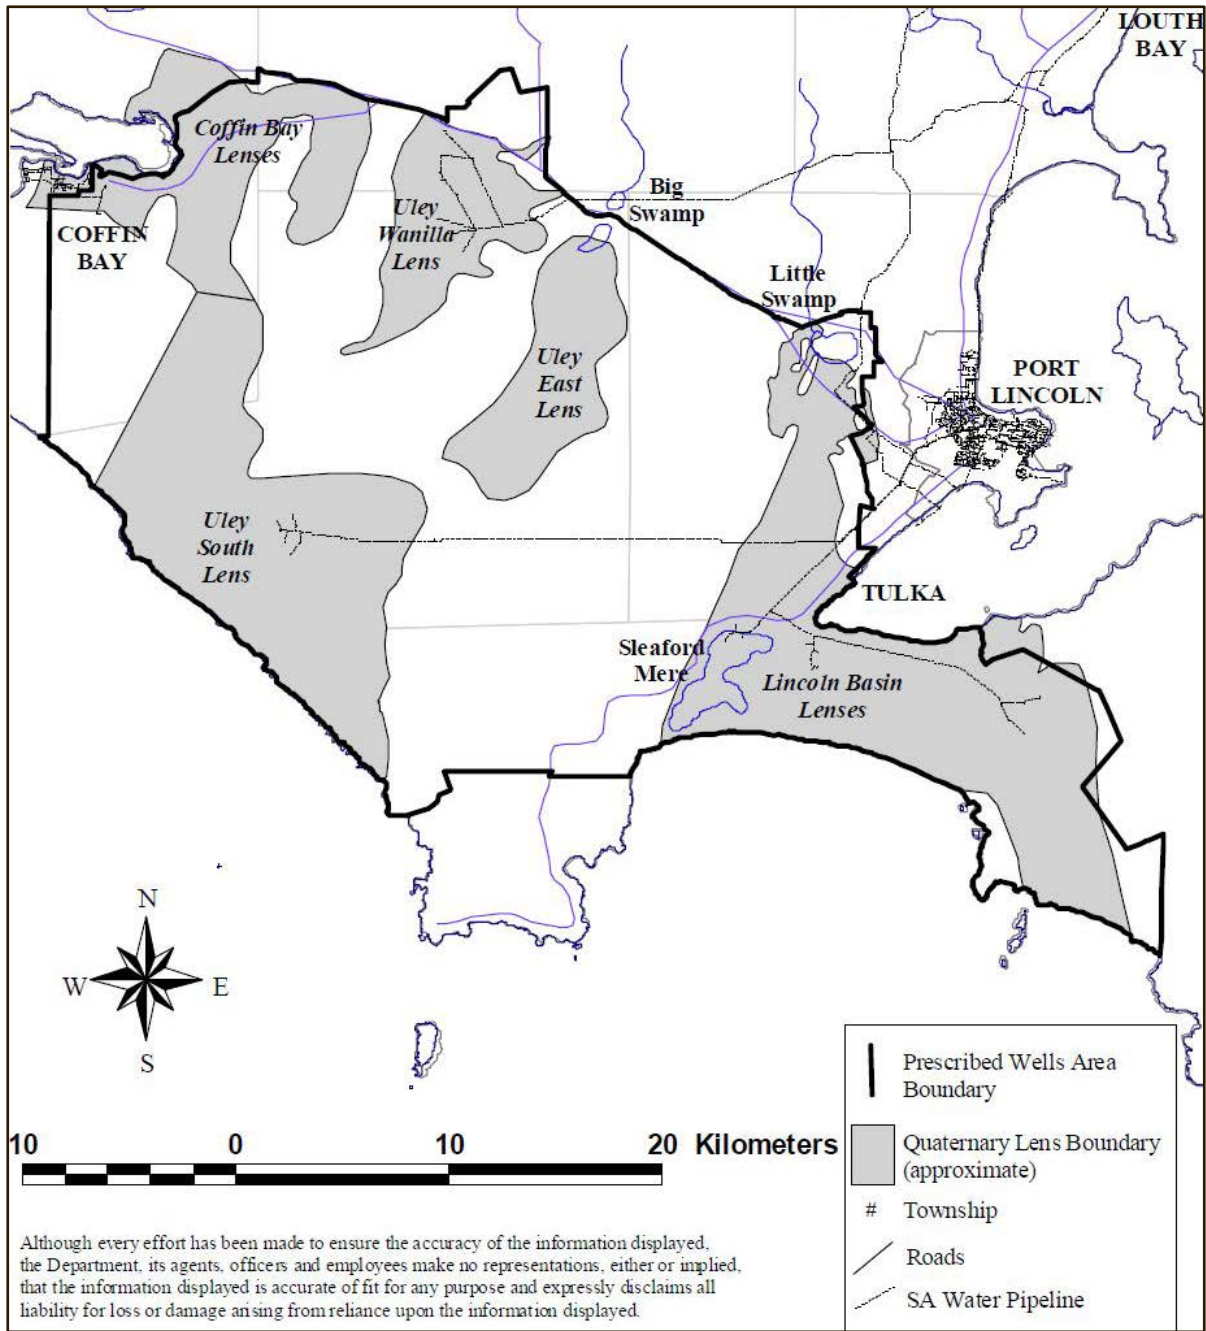 LOUTH
BAY
Coffin Bay
Lenses
Big
Swamp
Uley
Wanilla
Lens
COFFIN
BAY
Little
Swamp
Uley
East
Lens
PORT
LINCOLN
Uley
South
Lens
TULKA
Sleaford
Mere
Lincoln Basin
Lenses
N
W E
S
10 0 10 20 Kilometers
Prescribed Wells Area
Boundary
Quaternary Lens Boundary
(approximate)
# Township
Roads
SA Water Pipeline
Although every effort has been made to ensure the accuracy of the information displayed,
the Department, its agents, officers and employees make no representations, either or implied,
that the information displayed is accurate of fit for any purpose and expressly disclaims all
liability for loss or damage arising from reliance upon the information displayed.